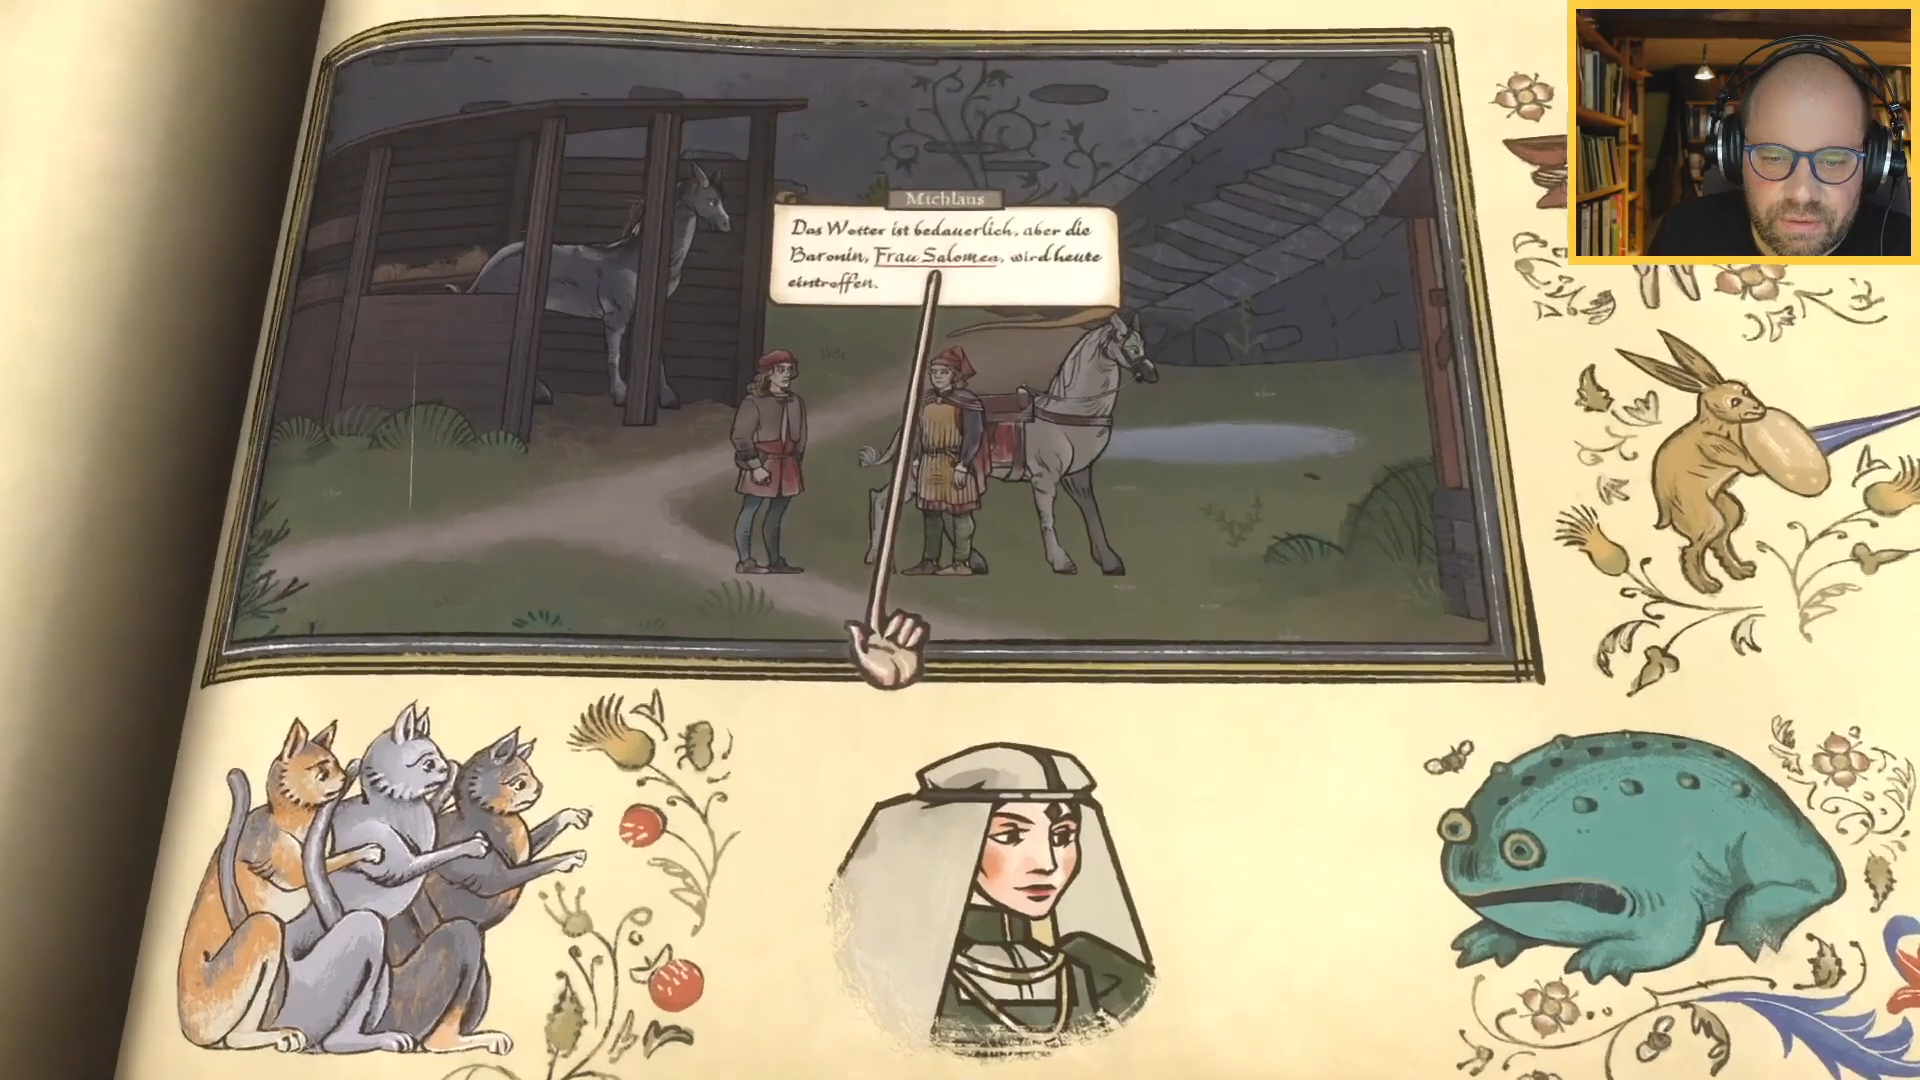 Michlaus
Das Wetter ist bedauerlich, aber die
Baronin, Frau Salomea, wird heute
eintreffen.